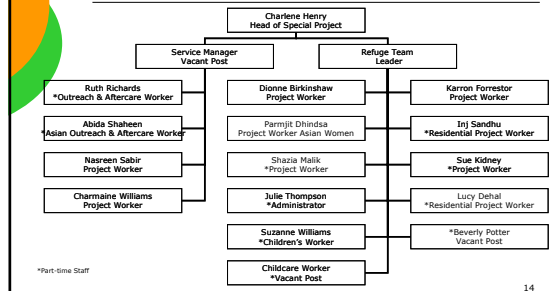 Charlene Henry
Head of Special Project
Service Manager
Vacant Post
Refuge Team
Leader
Ruth Richards
*Outreach & Aftercare Worker
Dionne Birkinshaw
Project Worker
Karron Forrestor
Project Worker
Abida Shaheen
*Asian Outreach & Aftercare Worker
Parmjit Dhindsa
Project Worker Asian Women
Inj Sandhu
*Residential Project Worker
Nasreen Sabir
Project Worker
Shazia Malik
*Project Worker
Sue Kidney
*Project Worker
Charmaine Williams
Project Worker
Julie Thompson
*Administrator
Lucy Dehal
*Residential Project Worker
Suzanne Williams
*Children's Worker
*Beverly Potter
Vacant Post
Childcare Worker
*Vacant Post
*Part-time Staff
14